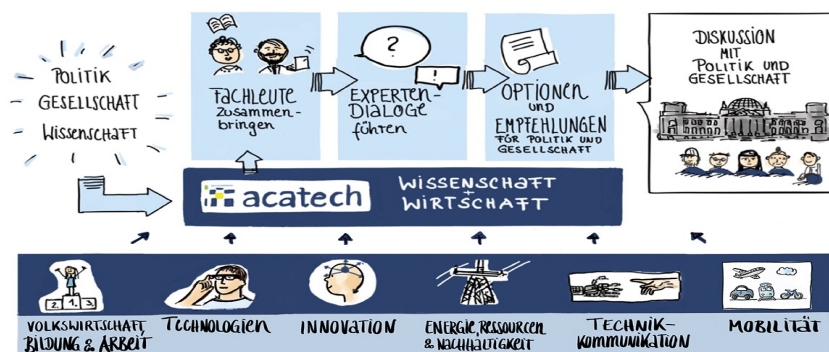 POLITIK
GESELLSCHAFT
WISSENSCHAFT
FACHLEUTE
zusammen-
bringen
?
!
EXPERTEN-
DIALOGE
führen
OPTIONEN
UND
EMPFEHLUNGEN
FÜR POLITIK UND
GESELLSCHAFT
DISKUSSION
MIT
POLITIK UND
GESELLSCHAFT
acatech
WISSENSCHAFT
+
WIRTSCHAFT
2. 1. 3.
VOLKSWIRTSCHAFT,
BILDUNG & ARBEIT
TECHNOLOGIEN
INNOVATION
ENERGIE, RESSOURCEN
& NACHHALTIGKEIT
TECHNIK-
KOMMUNIKATION
MOBILITÄT